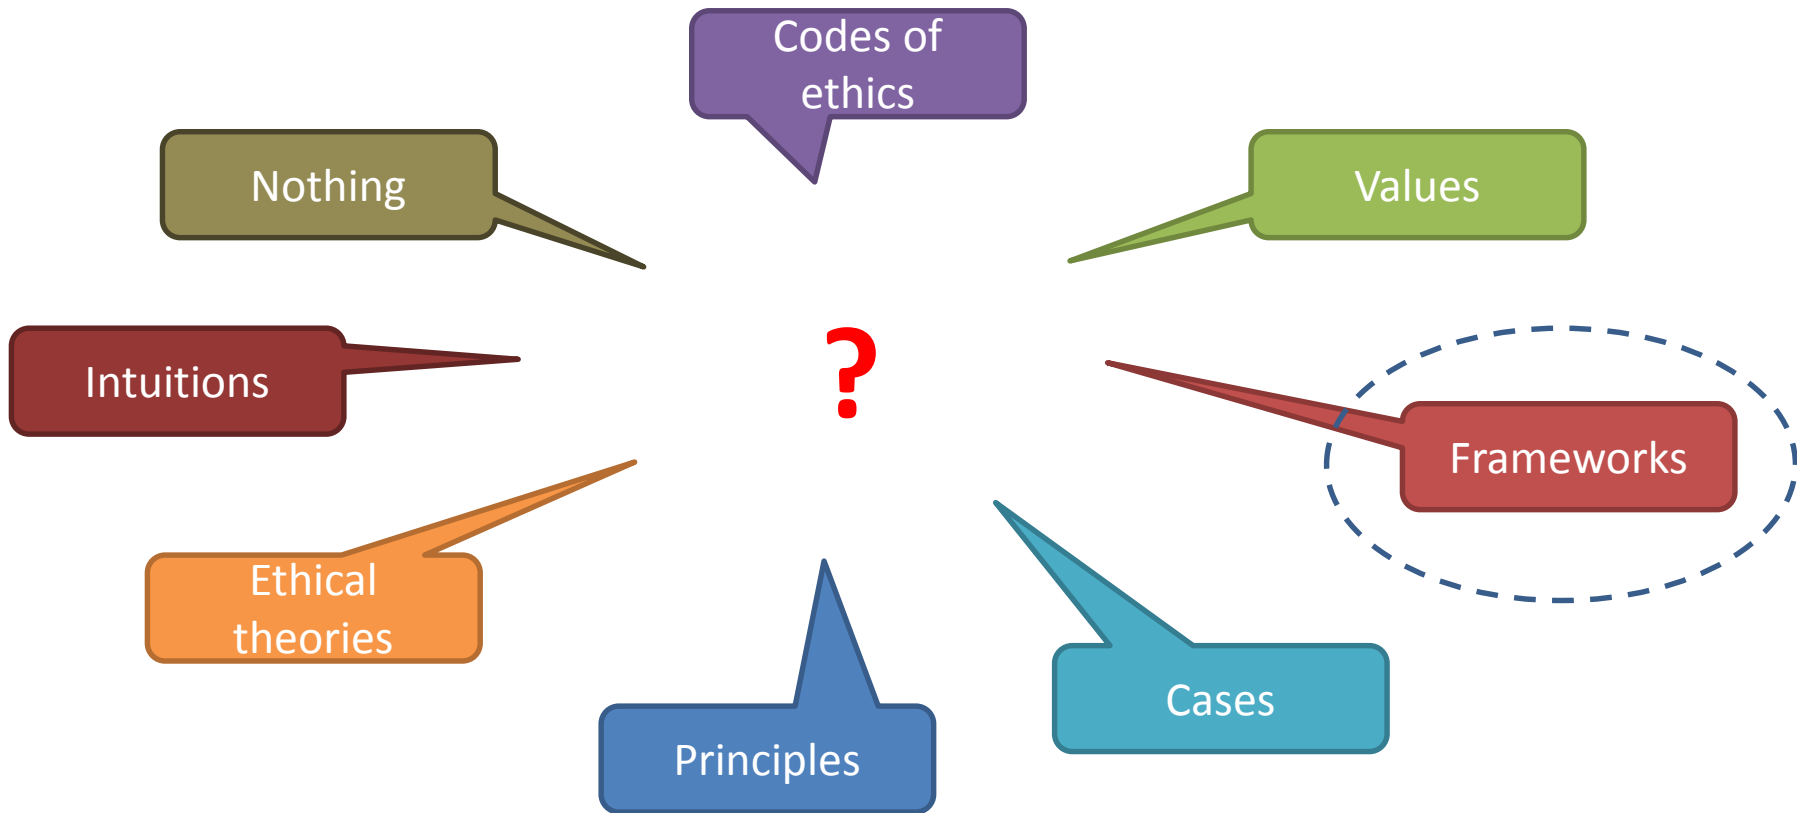 Codes of
ethics
Nothing
Values
Intuitions
?
Frameworks
Ethical
theories
Cases
Principles